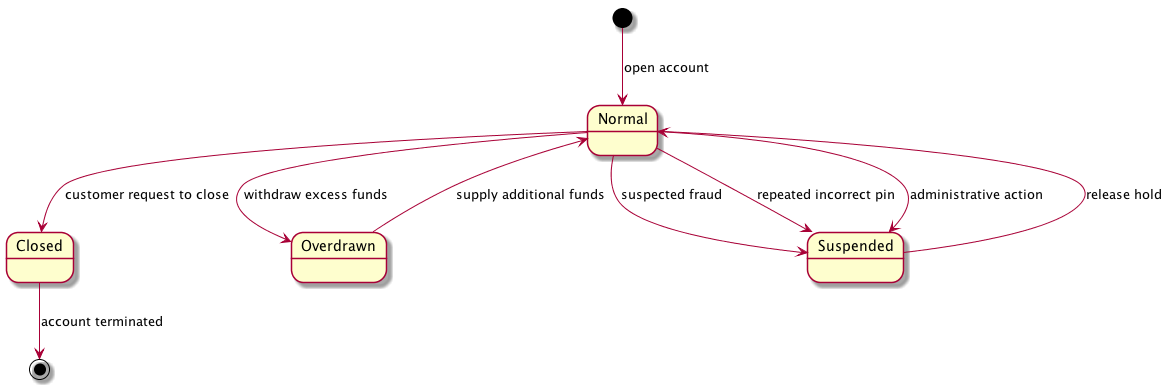 open account
Normal
customer request to close
withdraw excess funds
supply additional funds
suspected fraud
repeated incorrect pin
administrative action
release hold
Closed
Overdrawn
Suspended
account terminated